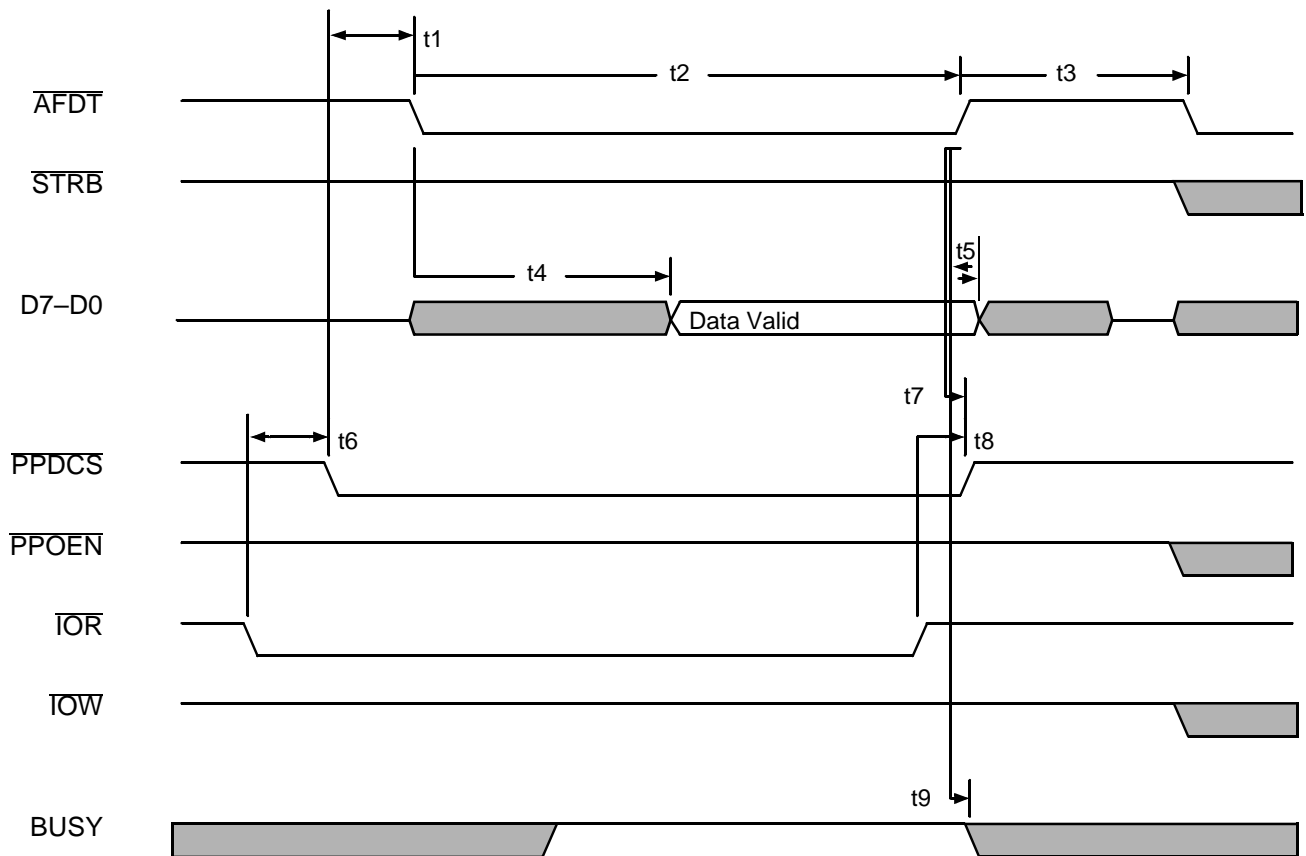 t1
t2
t3
AFDT
STRB
t5
t4
D7–D0
Data Valid
t7
t6
t8
PPDCS
PPOEN
IOR
IOW
t9
BUSY